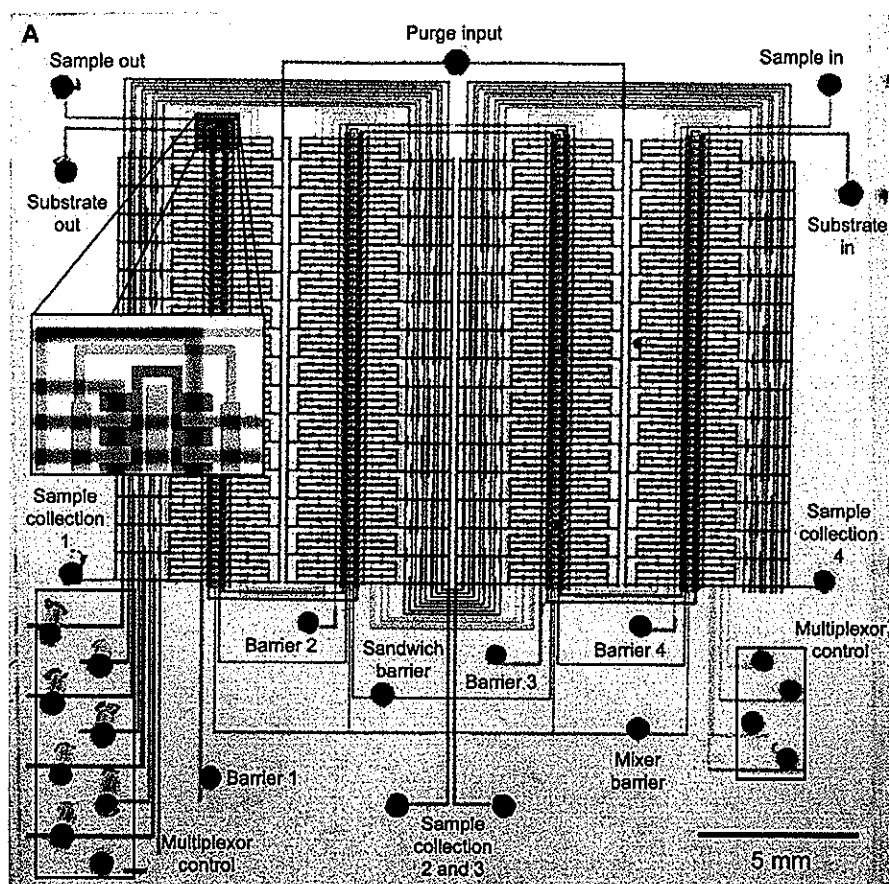 A
Purge input
Sample out
Sample in
Substrate
out
Substrate
in
Sample
collection
1
Sample
collection
4
Barrier 2
Sandwich
barrier
Barrier 3
Barrier 4
Multiplexor
control
Barrier 1
Mixer
barrier
Multiplexor
control
Sample
collection
2 and 3
5 mm